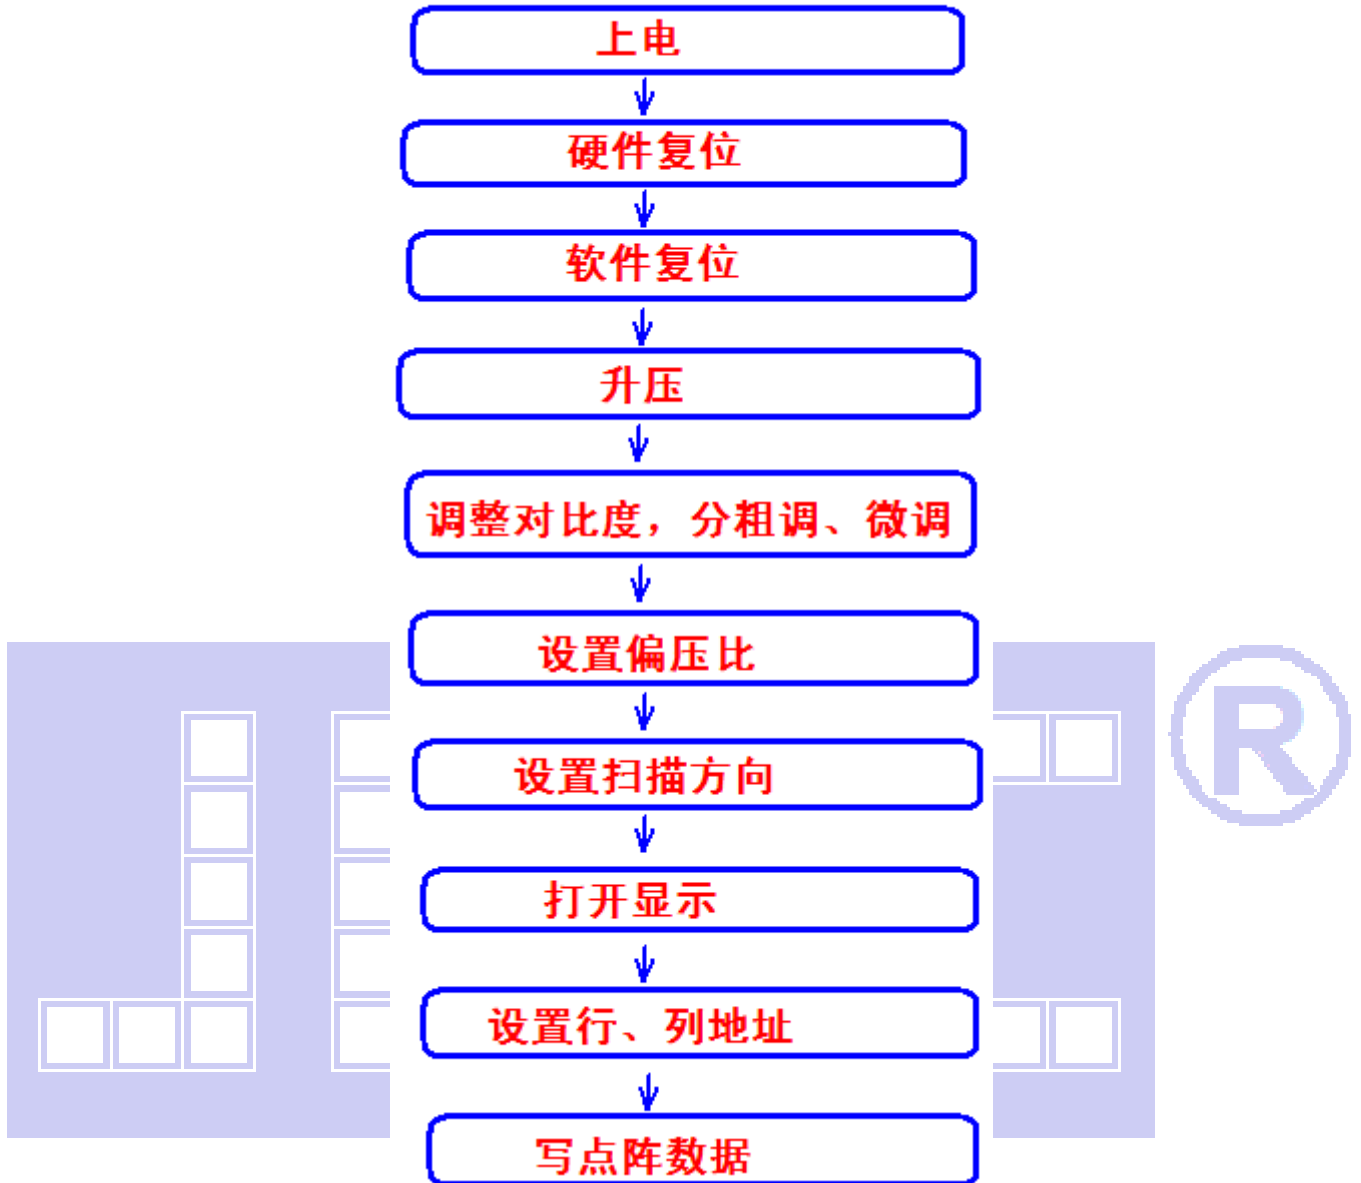 上电
硬件复位
软件复位
升压
调整对比度，分粗调、微调
设置偏压比
设置扫描方向
打开显示
设置行、列地址
写点阵数据
®